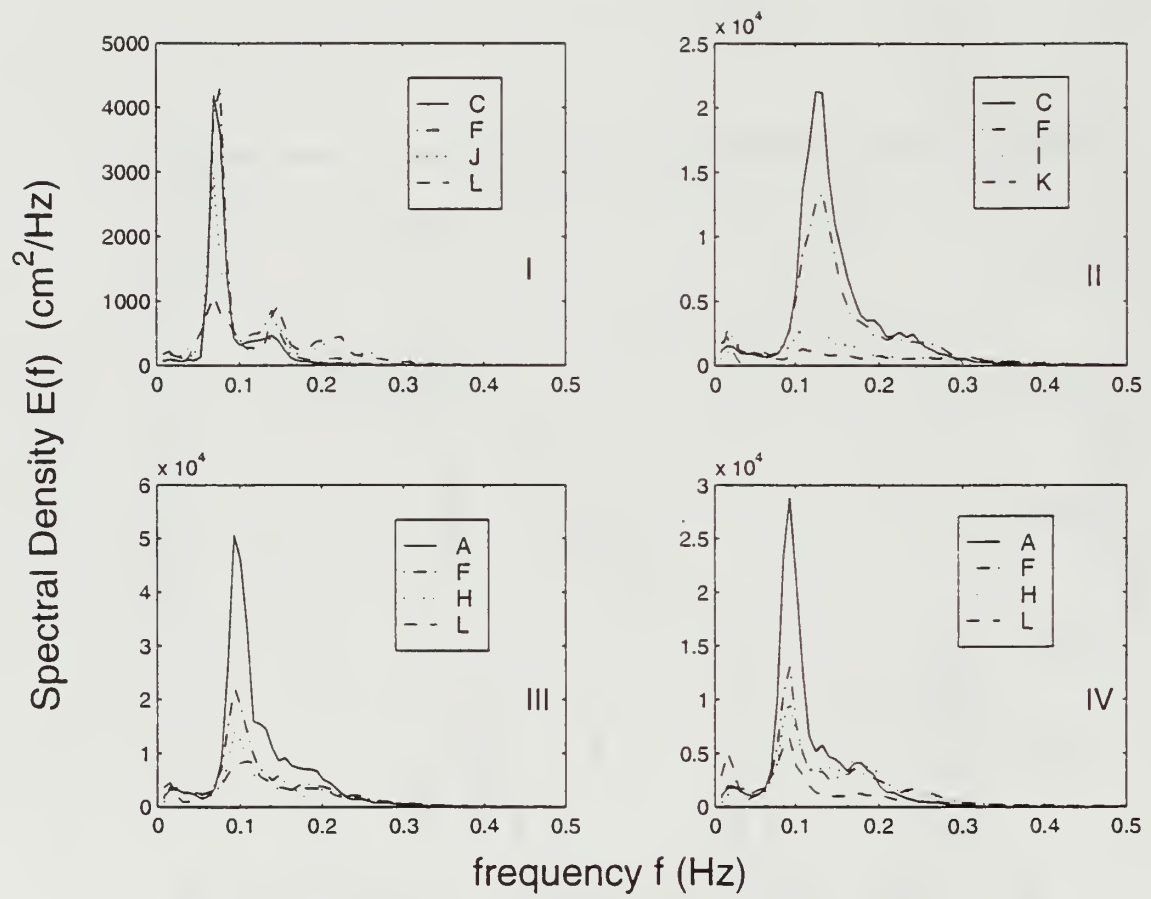 Spectral Density E(f) (cm²/Hz)
5000
4000
3000
2000
1000
0
0
0.1
0.2
0.3
0.4
0.5
C
F
J
L
I
x 10⁴
2.5
2
1.5
1
0.5
0
0
0.1
0.2
0.3
0.4
0.5
C
F
I
K
II
x 10⁴
6
5
4
3
2
1
0
0
0.1
0.2
0.3
0.4
0.5
A
F
H
L
III
x 10⁴
3
2.5
2
1.5
1
0.5
0
0
0.1
0.2
0.3
0.4
0.5
A
F
H
L
IV
frequency f (Hz)